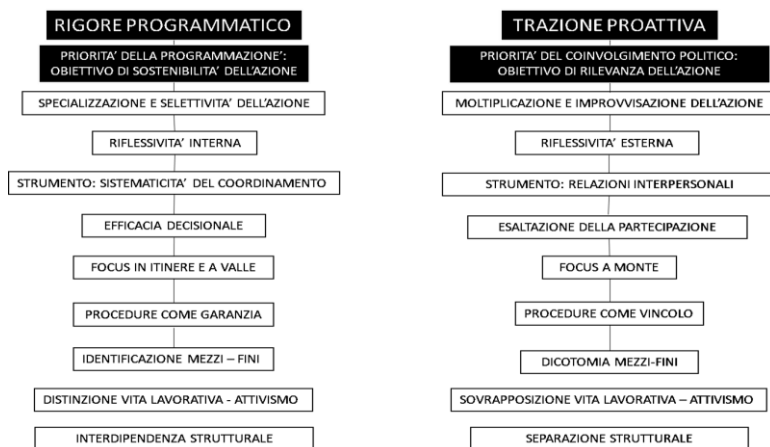 RIGORE PROGRAMMATICO
PRIORITA' DELLA PROGRAMMAZIONE':
OBIETTIVO DI SOSTENIBILITA' DELL'AZIONE
SPECIALIZZAZIONE E SELETTIVITA' DELL'AZIONE
RIFLESSIVITA' INTERNA
STRUMENTO: SISTEMATICITA' DEL COORDINAMENTO
EFFICACIA DECISIONALE
FOCUS IN ITINERE E A VALLE
PROCEDURE COME GARANZIA
IDENTIFICAZIONE MEZZI – FINI
DISTINZIONE VITA LAVORATIVA - ATTIVISMO
INTERDIPENDENZA STRUTTURALE
TRAZIONE PROATTIVA
PRIORITA' DEL COINVOLGIMENTO POLITICO:
OBIETTIVO DI RILEVANZA DELL'AZIONE
MOLTIPLICAZIONE E IMPROVVISAZIONE DELL'AZIONE
RIFLESSIVITA' ESTERNA
STRUMENTO: RELAZIONI INTERPERSONALI
ESALTAZIONE DELLA PARTECIPAZIONE
FOCUS A MONTE
PROCEDURE COME VINCOLO
DICOTOMIA MEZZI-FINI
SOVRAPPOSIZIONE VITA LAVORATIVA – ATTIVISMO
SEPARAZIONE STRUTTURALE